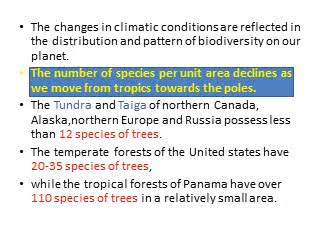 • The changes in climatic conditions are reflected in
the distribution and pattern of biodiversity on our
planet.
• The number of species per unit area declines as
we move from tropics towards the poles.
• The Tundra and Taiga of northern Canada,
Alaska,northern Europe and Russia possess less
than 12 species of trees.
• The temperate forests of the United states have
20-35 species of trees,
• while the tropical forests of Panama have over
110 species of trees in a relatively small area.